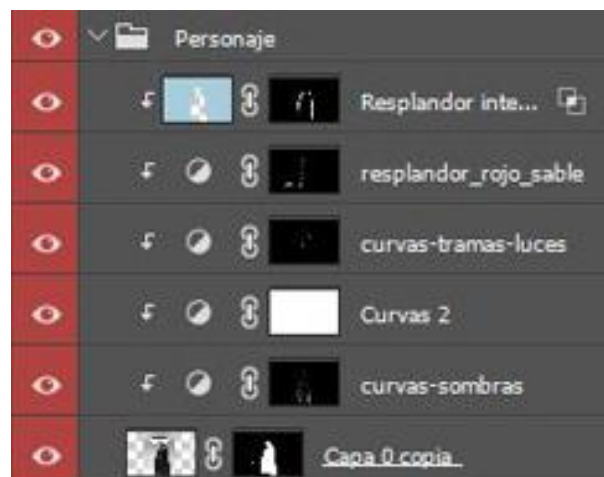 Personaje
Resplandor inte...
resplandor_rojo_sable
curvas-tramas-luces
Curvas 2
curvas-sombras
Capa 0 copia